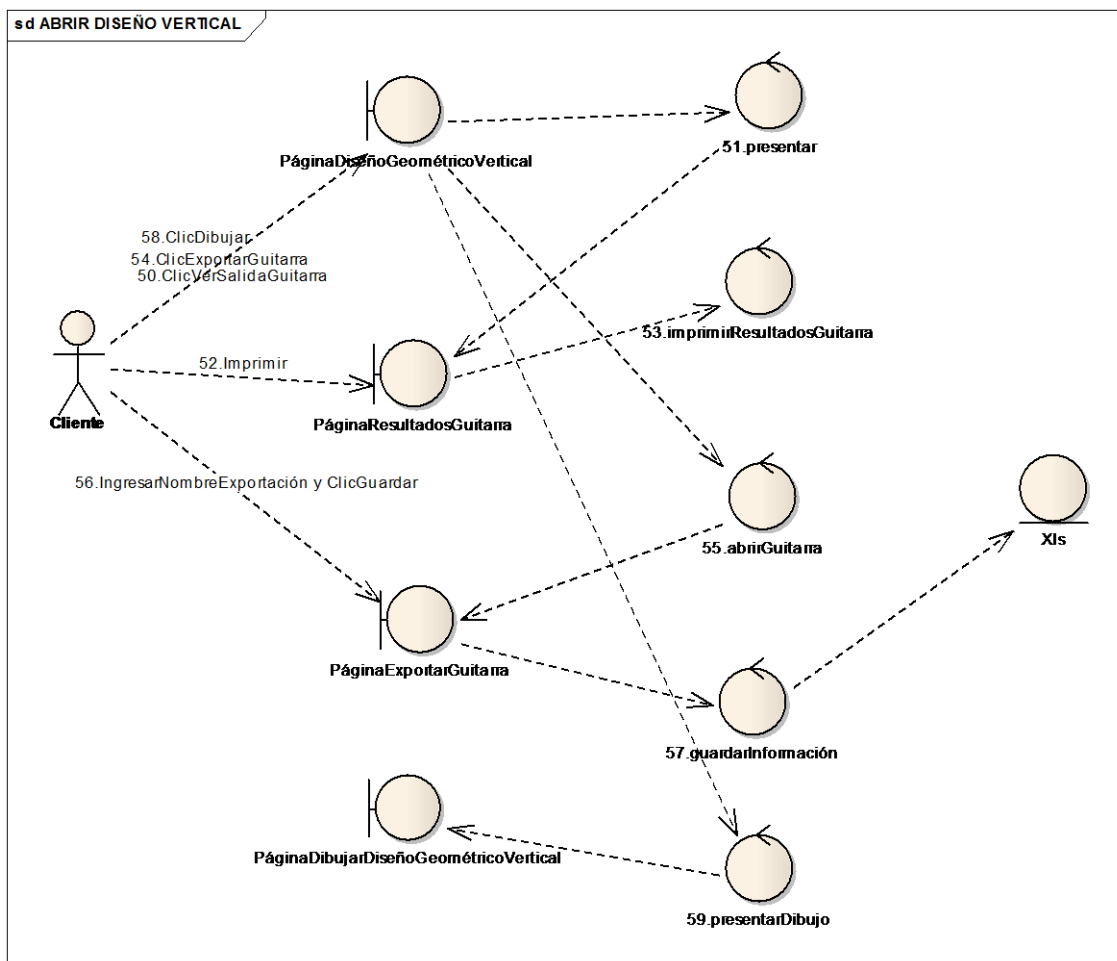 sd ABRIR DISEÑO VERTICAL
PáginaDiseñoGeométricoVertical
51.presentar
58.ClicDibujar
54.ClicExportarGuitarra
50.ClicVerSalidaGuitarra
53.imprimirResultadosGuitarra
52.Imprimir
Cliente
PáginaResultadosGuitarra
56.IngresarNombreExportación y ClicGuardar
55.abrirGuitarra
Xls
PáginaExportarGuitarra
57.guardarInformación
PáginaDibujarDiseñoGeométricoVertical
59.presentarDibujo